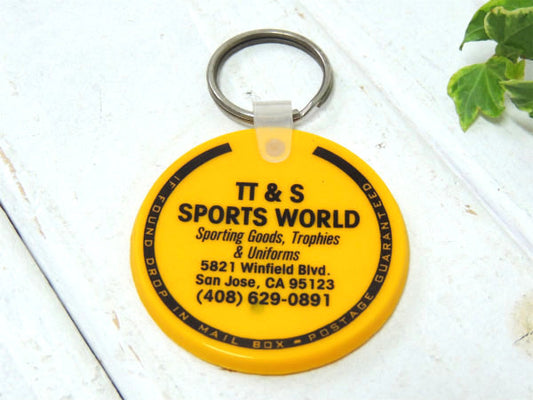 TT & S
SPORTS WORLD
Sporting Goods, Trophies
& Uniforms
5821 Winfield Blvd.
San Jose, CA 95123
(408) 629-0891
IF FOUND DROP IN MAIL BOX - POSTAGE GUARANTEED